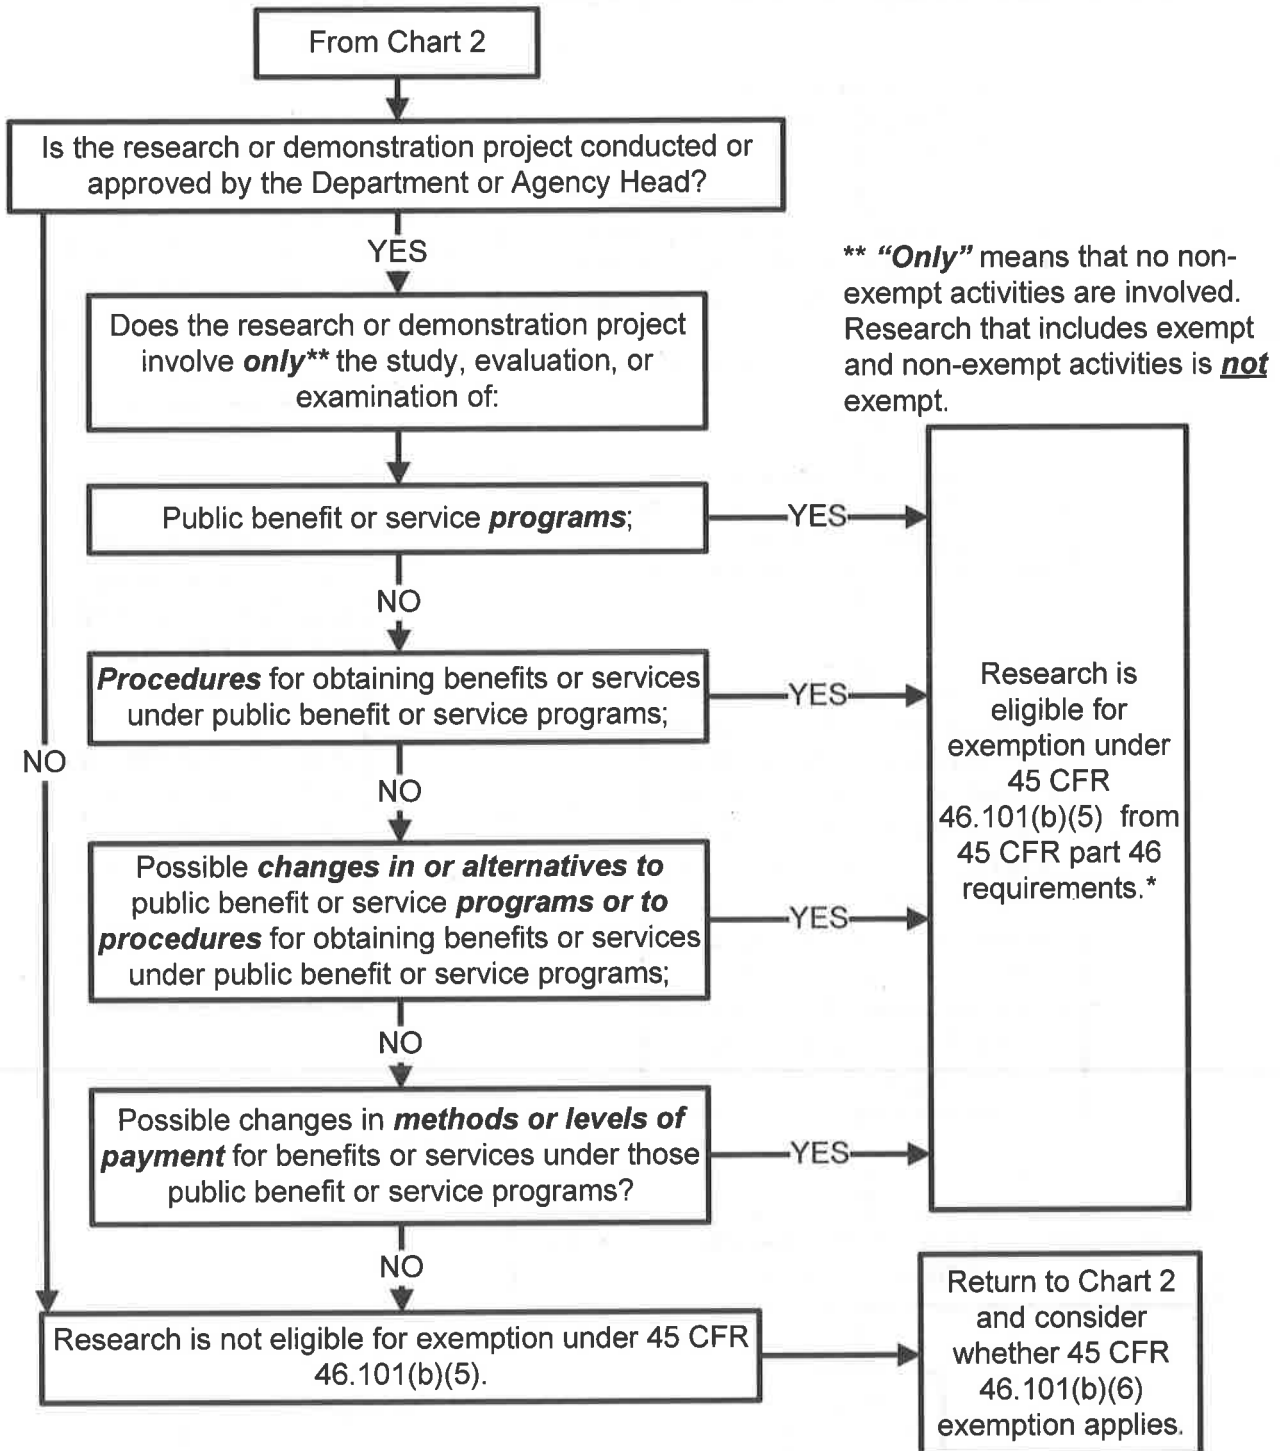 From Chart 2
Is the research or demonstration project conducted or
approved by the Department or Agency Head?
YES
** “Only” means that no non-
exempt activities are involved.
Research that includes exempt
and non-exempt activities is not
exempt.
Does the research or demonstration project
involve only** the study, evaluation, or
examination of:
Public benefit or service programs;
YES
NO
Procedures for obtaining benefits or services
under public benefit or service programs;
YES
NO
NO
Possible changes in or alternatives to
public benefit or service programs or to
procedures for obtaining benefits or services
under public benefit or service programs;
YES
NO
Possible changes in methods or levels of
payment for benefits or services under those
public benefit or service programs?
YES
NO
Research is
eligible for
exemption under
45 CFR
46.101(b)(5) from
45 CFR part 46
requirements.*
Research is not eligible for exemption under 45 CFR
46.101(b)(5).
Return to Chart 2
and consider
whether 45 CFR
46.101(b)(6)
exemption applies.